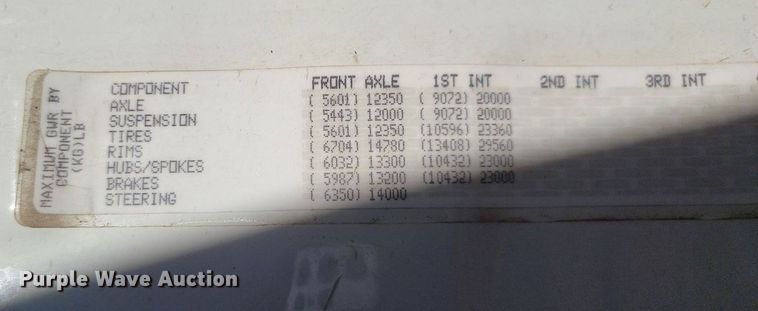 MAXIMUM GWR BY
COMPONENT
(KG)LB
COMPONENT FRONT AXLE 1ST INT 2ND INT 3RD INT
AXLE ( 5601) 12350 ( 9072) 20000
SUSPENSION ( 5443) 12000 ( 9072) 20000
TIRES ( 5601) 12350 (10596) 23360
RIMS ( 6704) 14780 (13408) 29560
HUBS/SPOKES ( 6032) 13300 (10432) 23000
BRAKES ( 5987) 13200 (10432) 23000
STEERING ( 6350) 14000
Purple Wave Auction